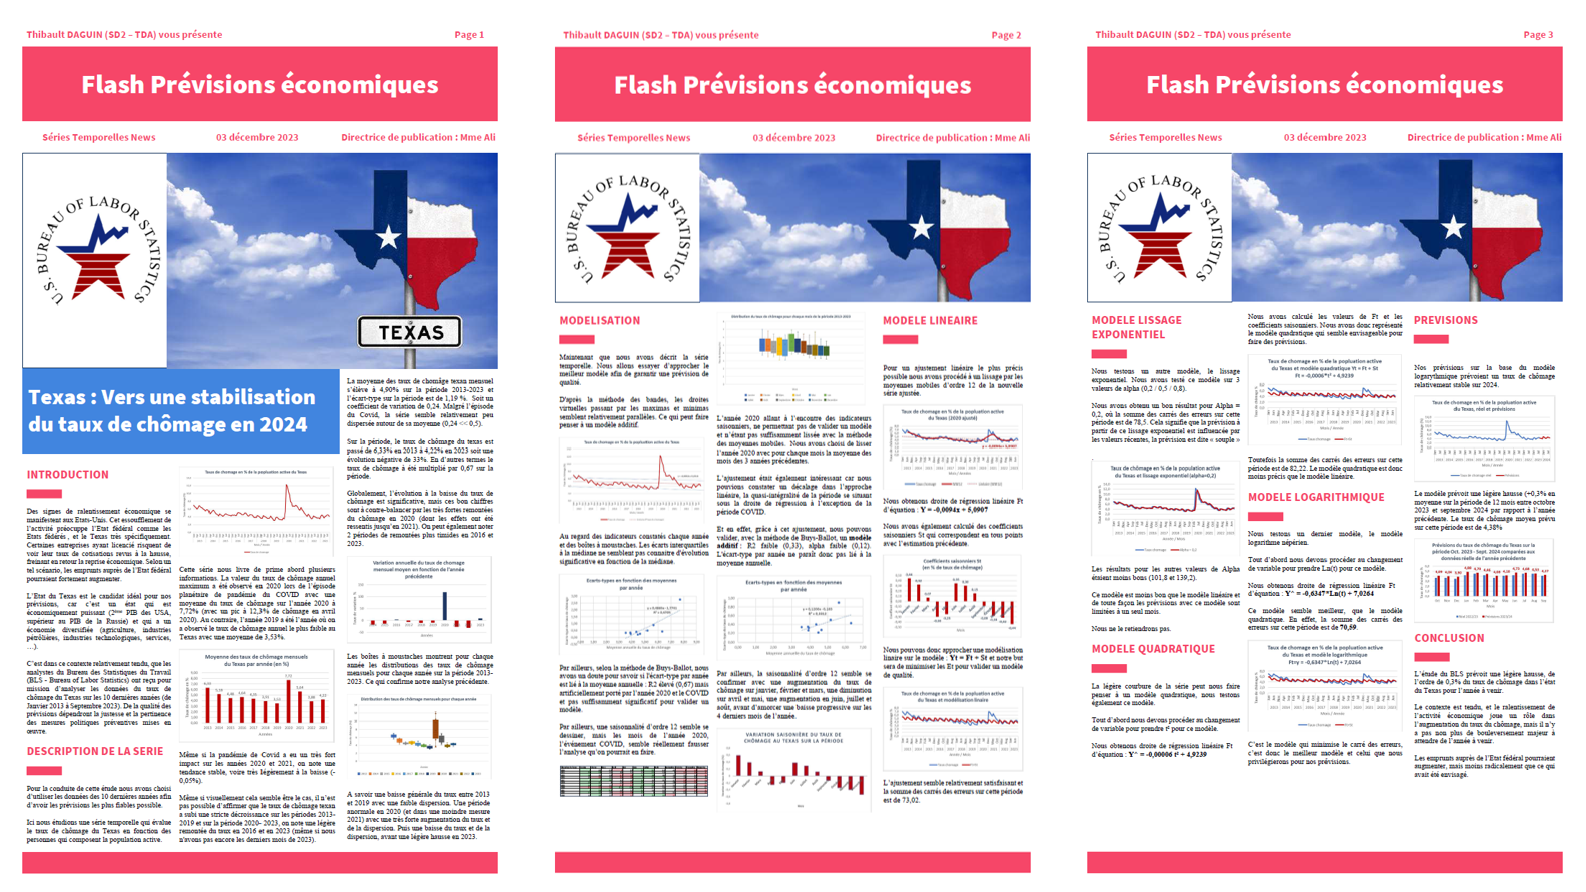 Thibault DAGUIN (SD2 – TDA) vous présente
Page 1
Flash Prévisions économiques
Séries Temporelles News
03 décembre 2023
Directrice de publication : Mme Ali
U.S. BUREAU OF LABOR STATISTICS
TEXAS
Texas : Vers une stabilisation
du taux de chômage en 2024
INTRODUCTION
Des signes de ralentissement économique se
manifestent aux Etats-Unis. Cet essoufflement de
l'activité préoccupe l'Etat fédéral comme les
Etats fédérés, et le Texas très spécifiquement.
Certaines entreprises ayant licencié risquent de
voir leur taux de cotisations revu à la hausse,
freinant et retour la reprise économique. Selon un
tel scénario, les emprunts auprès de l'Etat fédéral
pourraient fortement augmenter.
L'Etat du Texas est le candidat idéal pour nos
prévisions, car c'est un état qui est
économiquement puissant (2ème PIB des USA,
supérieur au PIB de la Russie) et qui a un
économie diversifiée (agriculture, industries
pétrolières, industries technologiques, services,
…).
C'est dans ce contexte relativement tendu, que les
analystes du Bureau des Statistiques du Travail
(BLS - Bureau of Labor Statistics) ont reçu pour
mission d'analyser les données du taux de
chômage du Texas sur les 10 dernières années (de
Janvier 2013 à Septembre 2023). De la qualité des
prévisions dépendront la justesse et la pertinence
des mesures politiques préventives mises en
œuvre.
DESCRIPTION DE LA SERIE
Pour la conduite de cette étude nous avons choisi
d'utiliser les données des 10 dernières années afin
d'avoir les prévisions les plus fiables possible.
Ici nous étudions une série temporelle qui évalue
le taux de chômage du Texas en fonction des
personnes qui composent la population active.
Taux de chomage en % de la popluation active du Texas
Cette série nous livre de prime abord plusieurs
informations. La valeur du taux de chômage annuel
maximum a été observé en 2020 lors de l'épisode
planétaire de pandémie du COVID avec une
moyenne du taux de chômage sur l'année 2020 à
7,72% (avec un pic à 12,3% de chômage en avril
2020). Au contraire, l'année 2019 a été l'année où on
a observé le taux de chômage annuel le plus faible au
Texas avec une moyenne de 3,53%.
Moyenne des taux de chômage mensuels
du Texas par année (en %)
Même si la pandémie de Covid a eu un très fort
impact sur les années 2020 et 2021, on note une
tendance stable, voire très légèrement à la baisse (-
0,05%).
Même si visuellement cela semble être le cas, il n'est
pas possible d'affirmer que le taux de chômage texan
a subi une stricte décroissance sur les périodes 2013-
2019 et sur la période 2020- 2023, on note une légère
remontée du taux en 2016 et en 2023 (même si nous
n'avons pas encore les derniers mois de 2023).
La moyenne des taux de chomâge texan mensuel
s'élève à 4,90% sur la période 2013-2023 et
l'écart-type sur la période est de 1,19 %. Soit un
coefficient de variation de 0,24. Malgré l'épisode
du Covid, la série semble relativement peu
dispersée autour de sa moyenne (0,24 << 0,5).
Sur la période, le taux de chômage du texas est
passé de 6,33% en 2013 à 4,22% en 2023 soit une
évolution négative de 33%. En d'autres termes le
taux de chômage a été multiplié par 0,67 sur la
période.
Globalement, l'évolution à la baisse du taux de
chômage est significative, mais ces bon chiffres
sont à contre-balancer par les très fortes remontées
du chômage en 2020 (dont les effets ont été
ressentis jusqu'en 2021). On peut également noter
2 périodes de remontées plus timides en 2016 et
2023.
Variation annuelle du taux de chomage
mensuel moyen en fonction de l'année
précédente
Les boîtes à moustaches montrent pour chaque
année les distributions des taux de chômage
mensuels pour chaque année sur la période 2013-
2023. Ce qui confirme notre analyse précédente.
Distribution des taux de chômage mensuels pour chaque année
A savoir une baisse générale du taux entre 2013
et 2019 avec une faible dispersion. Une période
anormale en 2020 (et dans une moindre mesure
2021) avec une très forte augmentation du taux et
de la dispersion. Puis une baisse du taux et de la
dispersion, avant une légère hausse en 2023.
Thibault DAGUIN (SD2 – TDA) vous présente
Page 2
Flash Prévisions économiques
Séries Temporelles News
03 décembre 2023
Directrice de publication : Mme Ali
U.S. BUREAU OF LABOR STATISTICS
MODELISATION
Maintenant que nous avons décrit la série
temporelle. Nous allons essayer d'approcher le
meilleur modèle afin de garantir une prévision de
qualité.
D'après la méthode des bandes, les droites
virtuelles passant par les maximas et minimas
semblent relativement parallèles. Ce qui peut faire
penser à un modèle additif.
Taux de chomage en % de la popluation active du Texas
Au regard des indicateurs constatés chaque année
et des boîtes à moustaches. Les écarts interquartiles
à la médiane ne semblent pas connaitre d'évolution
significative en fonction de la médiane.
Ecarts-types en fonction des moyennes
par année
Par ailleurs, selon la méthode de Buys-Ballot, nous
avons un doute pour savoir si l'écart-type par année
est lié à la moyenne annuelle : R2 élevé (0,67) mais
artificiellement porté par l'année 2020 et le COVID
et pas suffisamment significatif pour valider un
modèle.
Par ailleurs, une saisonnalité d'ordre 12 semble se
dessiner, mais les mois de l'année 2020,
l'événement COVID, semble réellement fausser
l'analyse qu'on pourrait en faire.
Distribution du taux de chômage pour chaque mois de la période 2013-2023
L'année 2020 allant à l'encontre des indicateurs
saisonniers, ne permettant pas de valider un modèle
et n'étant pas suffisamment lissée avec la méthode
des moyennes mobiles. Nous avons choisi de lisser
l'année 2020 avec pour chaque mois la moyenne des
mois des 3 années précédentes.
L'ajustement était également intéressant car nous
pouvions constater un décalage dans l'approche
linéaire, la quasi-intégralité de la période se situant
sous la droite de régression à l'exception de la
période COVID.
Et en effet, grâce à cet ajustement, nous pouvons
valider, avec la méthode de Buys-Ballot, un modèle
additif : R2 faible (0,33), alpha faible (0,12).
L'écart-type par année ne paraît donc pas lié à la
moyenne annuelle.
Ecarts-types en fonction des moyennes
par année
Par ailleurs, la saisonnalité d'ordre 12 semble se
confirmer avec une augmentation du taux de
chômage sur janvier, février et mars, une diminution
sur avril et mai, une augmentation en juin, juillet et
août, avant d'amorcer une baisse progressive sur les
4 derniers mois de l'année.
VARIATION SAISONIÈRE DU TAUX DE
CHÔMAGE AU TEXAS SUR LA PÉRIODE
MODELE LINEAIRE
Pour un ajustement linéaire le plus précis
possible nous avons procédé à un lissage par les
moyennes mobiles d'ordre 12 de la nouvelle
série ajustée.
Taux de chomage en % de la popluation active
du Texas (2020 ajusté)
Nous obtenons droite de régression linéaire Ft
d'équation : Y = -0,0094x + 5,0907
Nous avons également calculé des coefficients
saisonniers St qui correspondent en tous points
avec l'estimation précédente.
Coefficients saisonniers St
(en % de taux de chômage)
Nous pouvons donc approcher une modélisation
linaire sur le modèle : Yt = Ft + St et notre but
sera de minimiser les Et pour valider un modèle
de qualité.
Taux de chomage en % de la popluation active
du Texas et modélisation linaire
L'ajustement semble relativement satisfaisant et
la somme des carrés des erreurs sur cette période
est de 73,02.
Thibault DAGUIN (SD2 – TDA) vous présente
Page 3
Flash Prévisions économiques
Séries Temporelles News
03 décembre 2023
Directrice de publication : Mme Ali
U.S. BUREAU OF LABOR STATISTICS
MODELE LISSAGE
EXPONENTIEL
Nous testons un autre modèle, le lissage
exponentiel. Nous avons testé ce modèle sur 3
valeurs de alpha (0,2 / 0,5 / 0,8).
Nous avons obtenu un bon résultat pour Alpha =
0,2, où la somme des carrés des erreurs sur cette
période est de 78,5. Cela signifie que la prévision à
partir de ce lissage exponentiel est influencée par
les valeurs récentes, la prévision est dite « souple »
Taux de chômage en % de la popluation active
du Texas et lissage exponentiel (alpha=0,2)
Les résultats pour les autres valeurs de Alpha
étaient moins bons (101,8 et 139,2).
Ce modèle est moins bon que le modèle linéaire et
de toute façon les prévisions avec ce modèle sont
limitées à un seul mois.
Nous ne le retiendrons pas.
MODELE QUADRATIQUE
La légère courbure de la série peut nous faire
penser à un modèle quadratique, nous testons
également ce modèle.
Tout d'abord nous devons procéder au changement
de variable pour prendre t² pour ce modèle.
Nous obtenons droite de régression linéaire Ft
d'équation : Y^ = -0,00006 t² + 4,9239
Nous avons calculé les valeurs de Ft et les
coefficients saisonniers. Nous avons donc représenté
le modèle quadratique qui semble envisageable pour
faire des prévisions.
Taux de chomage en % de la popluation active
du Texas et modèle quadratique Yt = Ft + St
Ft = -0,0006*t² + 4,9239
Toutefois la somme des carrés des erreurs sur cette
période est de 82,22. Le modèle quadratique est donc
moins précis que le modèle linéaire.
MODELE LOGARITHMIQUE
Nous testons un dernier modèle, le modèle
logarithme népérien.
Tout d'abord nous devons procéder au changement
de variable pour prendre Ln(t) pour ce modèle.
Nous obtenons droite de régression linéaire Ft
d'équation : Y^ = -0,6347*Ln(t) + 7,0264
Ce modèle semble meilleur, que le modèle
quadratique. En effet, la somme des carrés des
erreurs sur cette période est de 70,59.
Taux de chomage en % de la popluation active
du Texas et modèle logarithmique
Ft=y = -0,6347*Ln(t) + 7,0264
C'est le modèle qui minimise le carré des erreurs,
c'est donc le meilleur modèle et celui que nous
privilégierons pour nos prévisions.
PREVISIONS
Nos prévisions sur la base du modèle
logarithmique prévoient un taux de chômage
relativement stable sur 2024.
Taux de chomage en % de la popluation active
du Texas, réel et prévisions
Le modèle prévoit une légère hausse (+0,3% en
moyenne sur la période de 12 mois entre octobre
2023 et septembre 2024 par rapport à l'année
précédente. Le taux de chômage moyen prévu
sur cette période est de 4,38%
Prévisions du taux de chômage du Texas sur la
période Oct. 2023 - Sept. 2024 comparées aux
données réelle de l'année précédente
CONCLUSION
L'étude du BLS prévoit une légère hausse, de
l'ordre de 0,3% du taux de chômage dans l'état
du Texas pour l'année à venir.
Le contexte est tendu, et le ralentissement de
l'activité économique joue un rôle dans
l'augmentation du taux de chômage, mais il n'y
a pas non plus de bouleversement majeur à
attendre de l'année à venir.
Les emprunts auprès de l'Etat fédéral pourraient
augmenter, mais moins radicalement que ce qui
avait été envisagé.